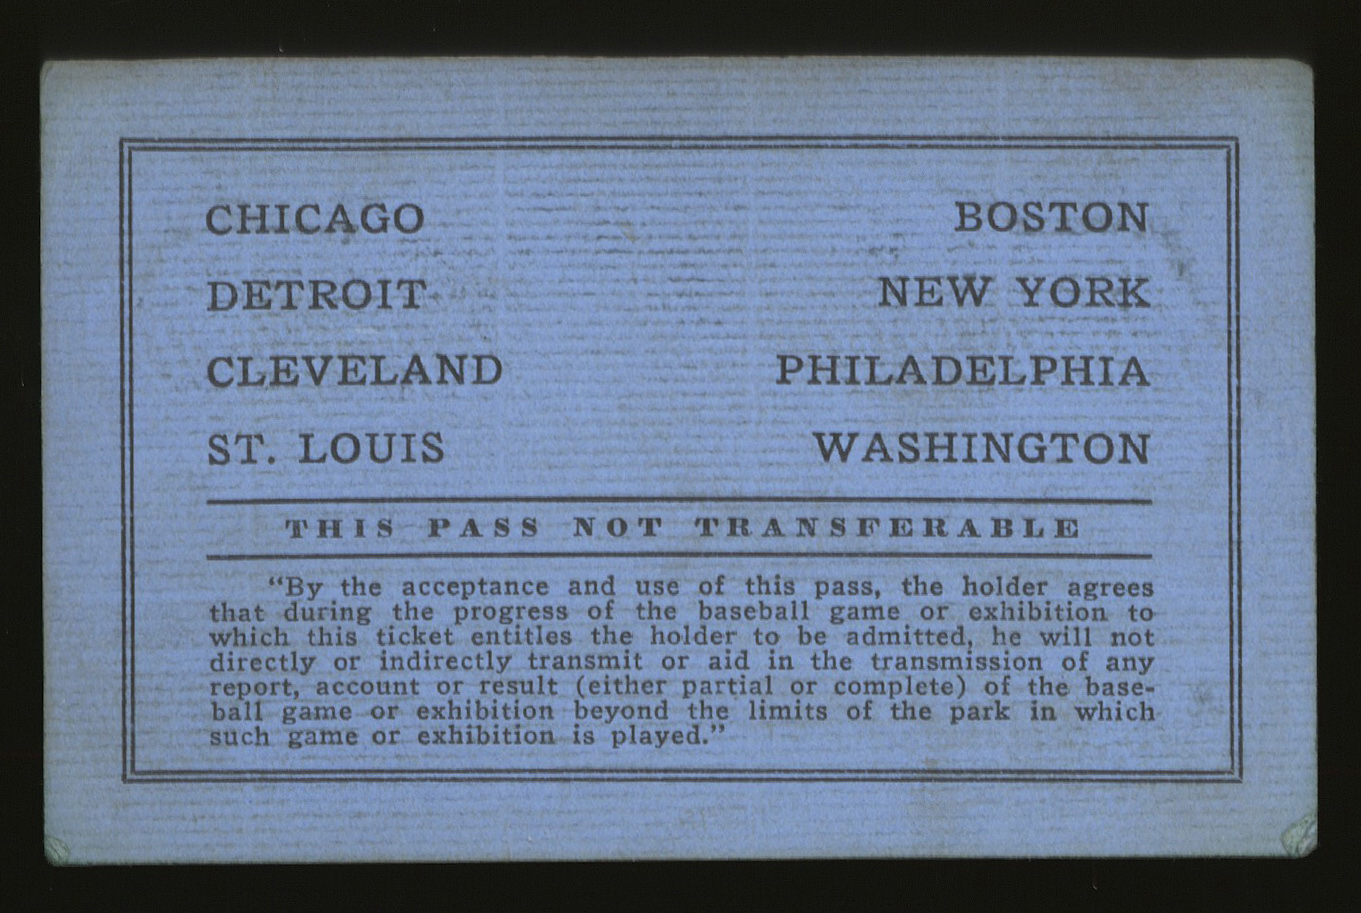 CHICAGO BOSTON
DETROIT NEW YORK
CLEVELAND PHILADELPHIA
ST. LOUIS WASHINGTON
THIS PASS NOT TRANSFERABLE
“By the acceptance and use of this pass, the holder agrees
that during the progress of the baseball game or exhibition to
which this ticket entitles the holder to be admitted, he will not
directly or indirectly transmit or aid in the transmission of any
report, account or result (either partial or complete) of the base-
ball game or exhibition beyond the limits of the park in which
such game or exhibition is played.”